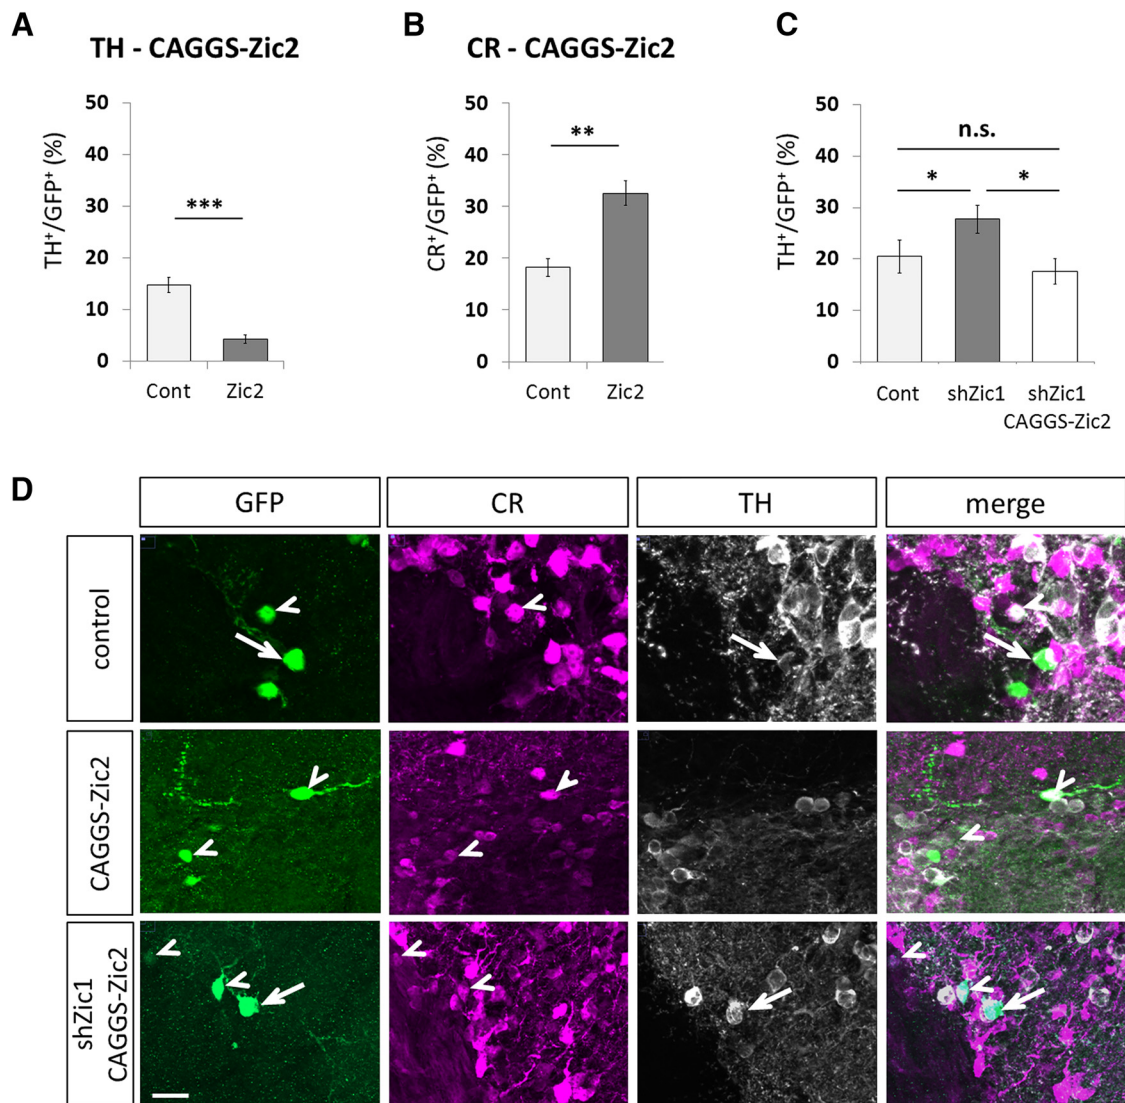 A
TH - CAGGS-Zic2
TH+/GFP+ (%)
50
40
30
20
10
0
***
Cont
Zic2
B
CR - CAGGS-Zic2
CR+/GFP+ (%)
50
40
30
20
10
0
**
Cont
Zic2
C
TH+/GFP+ (%)
50
40
30
20
10
0
n.s.
*
*
Cont
shZic1
shZic1
CAGGS-Zic2
D
GFP
CR
TH
merge
control
CAGGS-Zic2
shZic1
CAGGS-Zic2